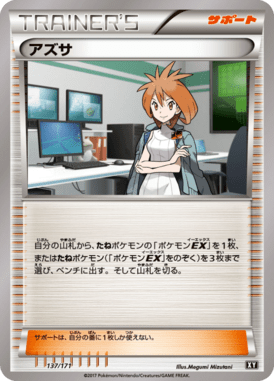 TRAINER'S
サポート
アズサ
自分の山札から、たねポケモンの「ポケモンEX」を1枚、
またはたねポケモン(「ポケモンEX」をのぞく)を3枚まで
選び、ベンチに出す。そして山札を切る。
サポートは、自分の番に1枚しか使えない。
137/171
XY
©2017 Pokémon/Nintendo/Creatures/GAME FREAK.
Illus.Megumi Mizutani